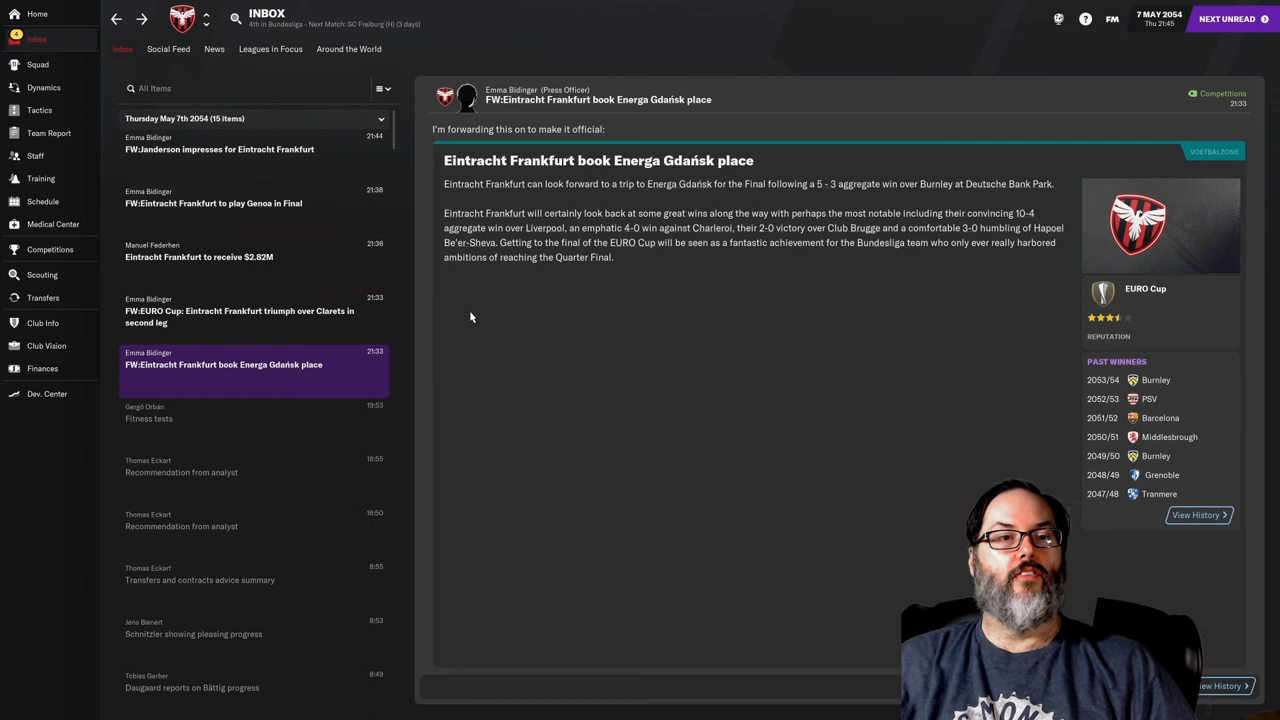 Home
4
Inbox
Squad
Dynamics
Tactics
Team Report
Staff
Training
Schedule
Medical Center
Competitions
Scouting
Transfers
Club Info
Club Vision
Finances
Dev. Center
INBOX
4th in Bundesliga - Next Match: SC Freiburg (H) (3 days)
FM
7 MAY 2054
Thu 21:45
NEXT UNREAD
Inbox
Social Feed
News
Leagues in Focus
Around the World
All Items
Thursday May 7th 2054 (15 items)
Emma Bidinger 21:44
FW:Janderson impresses for Eintracht Frankfurt
Emma Bidinger 21:38
FW:Eintracht Frankfurt to play Genoa in Final
Manuel Federhen 21:36
Eintracht Frankfurt to receive $2.82M
Emma Bidinger 21:33
FW:EURO Cup: Eintracht Frankfurt triumph over Clarets in
second leg
Emma Bidinger 21:33
FW:Eintracht Frankfurt book Energa Gdańsk place
Gergő Orbán 19:53
Fitness tests
Thomas Eckart 16:55
Recommendation from analyst
Thomas Eckart 16:50
Recommendation from analyst
Thomas Eckart 8:55
Transfers and contracts advice summary
Jens Bienert 8:53
Schnitzler showing pleasing progress
Tobias Gerber 8:49
Daugaard reports on Bättig progress
Emma Bidinger (Press Officer)
FW:Eintracht Frankfurt book Energa Gdańsk place
Competitions
21:33
I'm forwarding this on to make it official:
VOETBALZONE
Eintracht Frankfurt book Energa Gdańsk place
Eintracht Frankfurt can look forward to a trip to Energa Gdańsk for the Final following a 5 - 3 aggregate win over Burnley at Deutsche Bank Park.
Eintracht Frankfurt will certainly look back at some great wins along the way with perhaps the most notable including their convincing 10-4
aggregate win over Liverpool, an emphatic 4-0 win against Charleroi, their 2-0 victory over Club Brugge and a comfortable 3-0 humbling of Hapoel
Be'er-Sheva. Getting to the final of the EURO Cup will be seen as a fantastic achievement for the Bundesliga team who only ever really harbored
ambitions of reaching the Quarter Final.
EURO Cup
REPUTATION
PAST WINNERS
2053/54 Burnley
2052/53 PSV
2051/52 Barcelona
2050/51 Middlesbrough
2049/50 Burnley
2048/49 Grenoble
2047/48 Tranmere
View History
View History